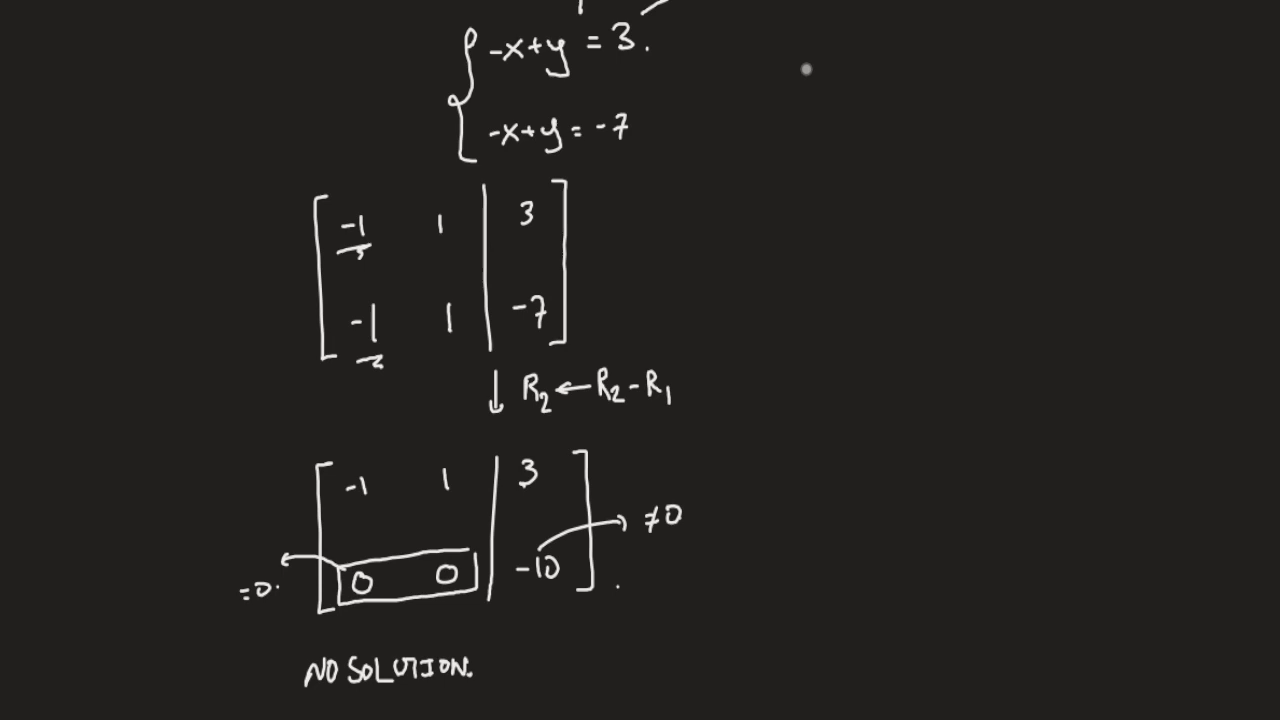 -x+y = 3.
-x+y = -7
-1 1 3
-1 1 -7
↓ R₂ ← R₂-R₁
-1 1 3
≠0
0 0 -10
=0.
NO SOLUTION.